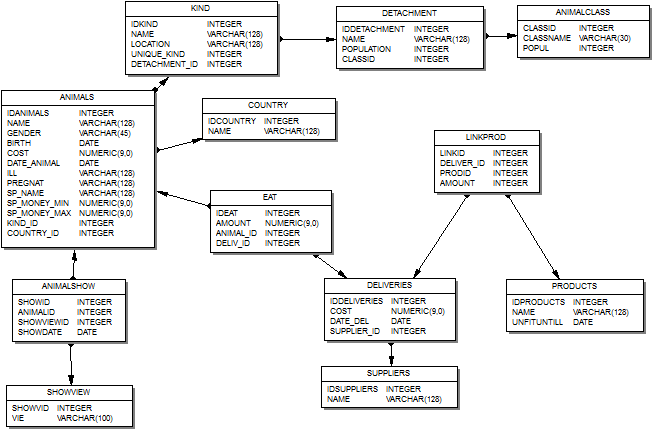 KIND
IDKIND INTEGER
NAME VARCHAR(128)
LOCATION VARCHAR(128)
UNIQUE_KIND INTEGER
DETACHMENT_ID INTEGER
DETACHMENT
IDDETACHMENT INTEGER
NAME VARCHAR(128)
POPULATION INTEGER
CLASSID INTEGER
ANIMALCLASS
CLASSID INTEGER
CLASSNAME VARCHAR(30)
POPUL INTEGER
ANIMALS
IDANIMALS INTEGER
NAME VARCHAR(128)
GENDER VARCHAR(45)
BIRTH DATE
COST NUMERIC(9,0)
DATE_ANIMAL DATE
ILL VARCHAR(128)
PREGNAT VARCHAR(128)
SP_NAME VARCHAR(128)
SP_MONEY_MIN NUMERIC(9,0)
SP_MONEY_MAX NUMERIC(9,0)
KIND_ID INTEGER
COUNTRY_ID INTEGER
COUNTRY
IDCOUNTRY INTEGER
NAME VARCHAR(128)
LINKPROD
LINKID INTEGER
DELIVER_ID INTEGER
PRODID INTEGER
AMOUNT INTEGER
EAT
IDEAT INTEGER
AMOUNT NUMERIC(9,0)
ANIMAL_ID INTEGER
DELIV_ID INTEGER
ANIMALSHOW
SHOWID INTEGER
ANIMALID INTEGER
SHOWVIEWID INTEGER
SHOWDATE DATE
DELIVERIES
IDDELIVERIES INTEGER
COST NUMERIC(9,0)
DATE_DEL DATE
SUPPLIER_ID INTEGER
PRODUCTS
IDPRODUCTS INTEGER
NAME VARCHAR(128)
UNFITUNTILL DATE
SHOWVIEW
SHOWVID INTEGER
VIE VARCHAR(100)
SUPPLIERS
IDSUPPLIERS INTEGER
NAME VARCHAR(128)